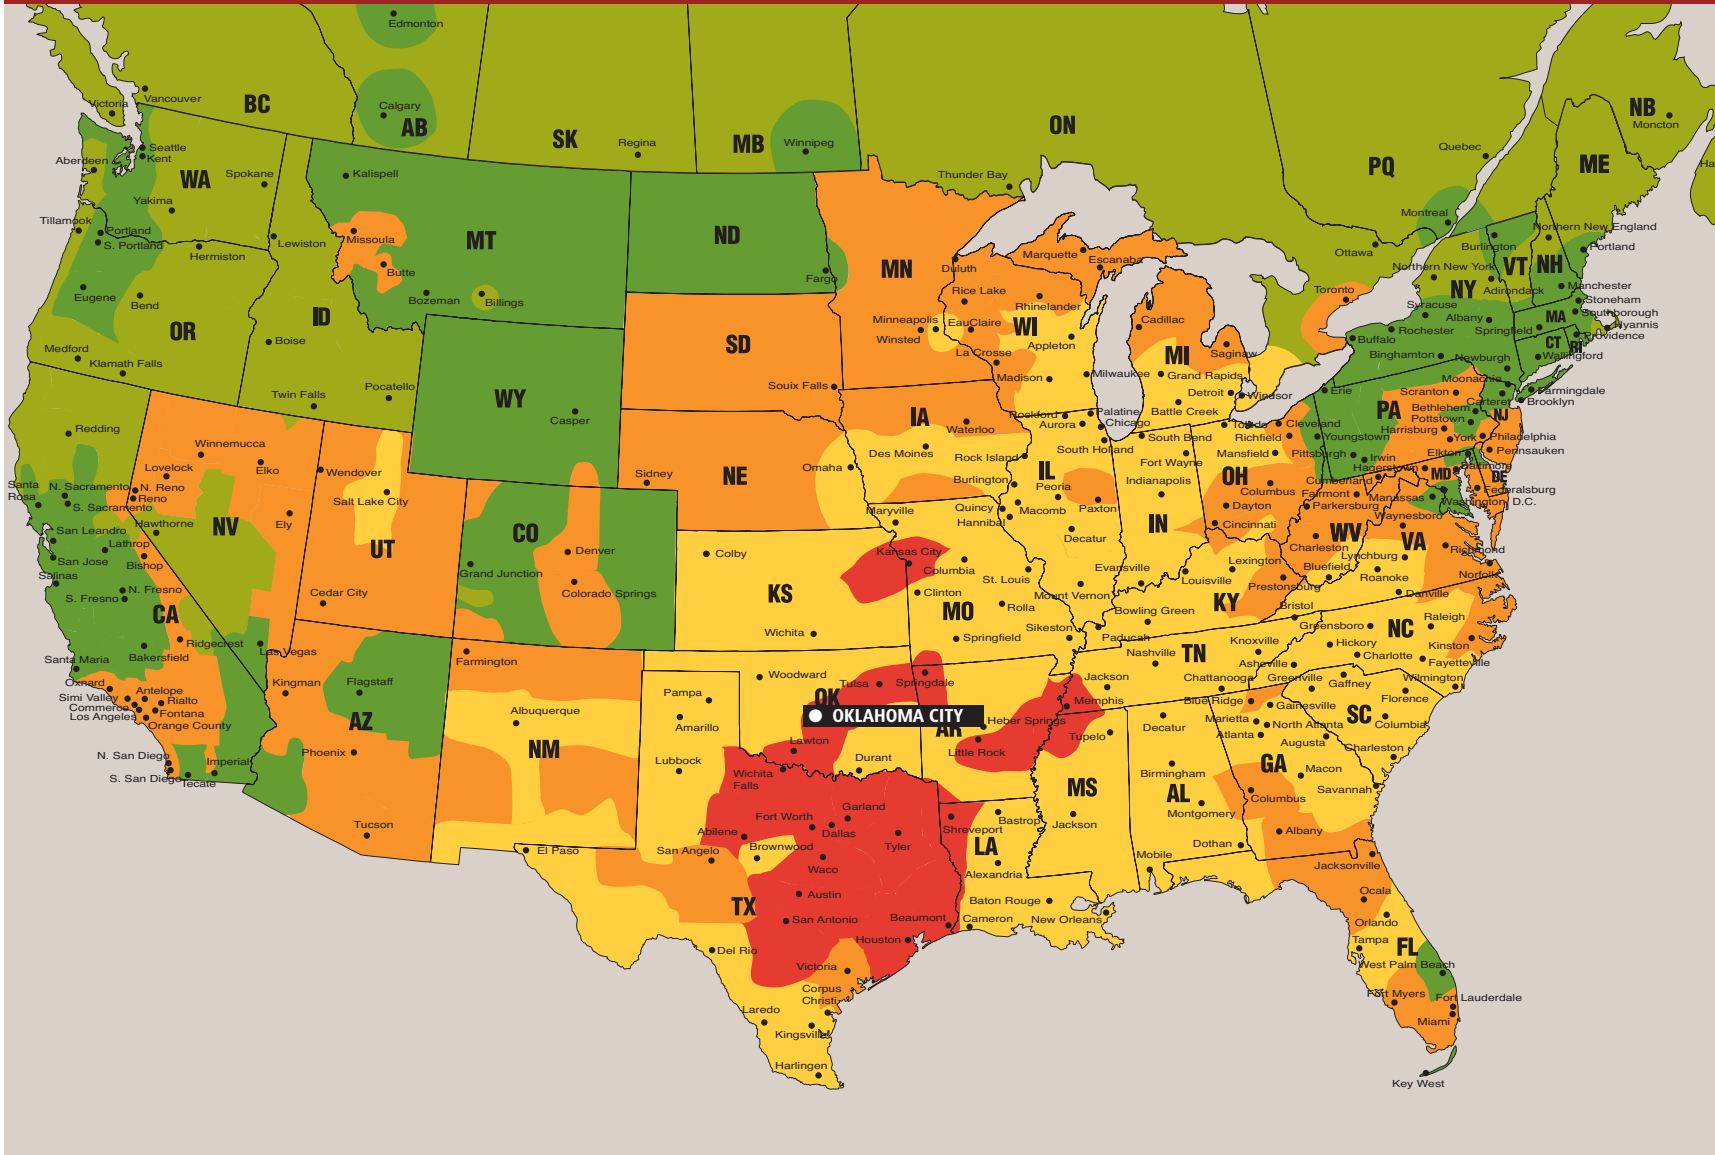 Edmonton
Vancouver
Victoria
BC
Calgary
AB
SK
Regina
MB
Winnipeg
ON
Thunder Bay
PQ
Quebec
Montreal
Ottawa
Toronto
NB
Moncton
ME
Ha
Seattle
Kent
Aberdeen
WA
Spokane
Yakima
Tillamook
Portland
S. Portland
Hermiston
Lewiston
Eugene
Bend
OR
Medford
Klamath Falls
ID
Boise
Twin Falls
Pocatello
Kalispell
MT
Missoula
Butte
Bozeman
Billings
WY
Casper
ND
Fargo
SD
Souix Falls
NE
Sidney
Omaha
MN
Duluth
Minneapolis
Winsted
Marquette
Escanaba
Rice Lake
Rhinelander
EauClaire
WI
Appleton
La Crosse
Madison
Milwaukee
Cadillac
MI
Saginaw
Grand Rapids
Detroit
Windsor
Battle Creek
IA
Waterloo
Des Moines
Rockford
Palatine
Aurora
Chicago
South Holland
Rock Island
IL
Burlington
Peoria
Quincy
Macomb
Paxton
Hannibal
Decatur
Mount Vernon
South Bend
Fort Wayne
Indianapolis
IN
Evansville
Toledo
Cleveland
Richfield
Mansfield
Youngstown
OH
Columbus
Dayton
Cincinnati
Northern New England
Burlington
Portland
Northern New York
VT
NH
NY
Adirondack
Manchester
Syracuse
Stoneham
Albany
MA
Southborough
Rochester
Springfield
Hyannis
Buffalo
CT
RI
Providence
Binghamton
Newburgh
Wallingford
Moonachie
Erie
Scranton
Farmingdale
Carteret
Brooklyn
PA
Bethlehem
Pottstown
NJ
Harrisburg
York
Philadelphia
Pittsburgh
Irwin
Elkton
Pennsauken
Hagerstown
MD
Baltimore
DE
Cumberland
Federalsburg
Fairmont
Manassas
Washington, D.C.
Parkersburg
Waynesboro
WV
VA
Charleston
Lynchburg
Richmond
Bluefield
Roanoke
Norfolk
Danville
Redding
Santa
Rosa
N. Sacramento
S. Sacramento
San Leandro
Lathrop
San Jose
Salinas
N. Fresno
S. Fresno
CA
Bishop
Ridgecrest
Bakersfield
Santa Maria
Oxnard
Antelope
Simi Valley
Rialto
Commerce
Fontana
Los Angeles
Orange County
N. San Diego
Imperial
S. San Diego
Tecate
Winnemucca
Lovelock
Elko
N. Reno
Reno
Hawthorne
Ely
NV
Las Vegas
Wendover
Salt Lake City
UT
Cedar City
CO
Denver
Grand Junction
Colorado Springs
Kingman
Flagstaff
AZ
Phoenix
Tucson
Farmington
Albuquerque
NM
Colby
KS
Wichita
Maryville
Kansas City
Columbia
St. Louis
Clinton
MO
Rolla
Springfield
Sikeston
Louisville
Lexington
Prestonsburg
KY
Bowling Green
Paducah
Woodward
Tulsa
OK
OKLAHOMA CITY
Lawton
Durant
Springdale
Heber Springs
AR
Little Rock
Nashville
Knoxville
TN
Bristol
Jackson
Chattanooga
Memphis
Greensboro
Raleigh
NC
Hickory
Charlotte
Kinston
Asheville
Fayetteville
Wilmington
Greenville
Gaffney
Florence
SC
Columbia
Charleston
Blue Ridge
Gainesville
Marietta
North Atlanta
Atlanta
Augusta
GA
Macon
Savannah
Columbus
Albany
Tupelo
MS
Jackson
Decatur
Birmingham
AL
Montgomery
Dothan
Mobile
Pampa
Amarillo
Lubbock
Wichita
Falls
Garland
Fort Worth
Abilene
Dallas
San Angelo
Brownwood
Tyler
El Paso
Waco
TX
Austin
San Antonio
Beaumont
Houston
Del Rio
Victoria
Corpus
Christi
Laredo
Kingsville
Harlingen
Shreveport
Bastrop
LA
Alexandria
Baton Rouge
Cameron
New Orleans
Jacksonville
Ocala
Orlando
Tampa
FL
West Palm Beach
Fort Myers
Fort Lauderdale
Miami
Key West